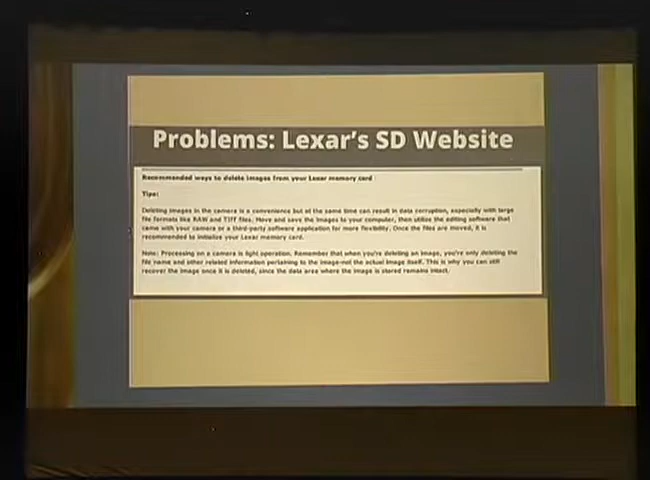 Problems: Lexar's SD Website
Recommended ways to delete images from your Lexar memory card
Tips:
Deleting images in the camera is a convenience but at the same time can result in data corruption, especially with large
file formats like RAW and TIFF files. Move and save the images to your computer, then utilize the editing software that
came with your camera or a third-party software application for more flexibility. Once the files are moved, it is
recommended to initialize your Lexar memory card.
Note: Processing on a camera is light operation. Remember that when you're deleting an image, you're only deleting the
file name and other related information pertaining to the image-not the actual image itself. This is why you can still
recover the image once it is deleted, since the data area where the image is stored remains intact.